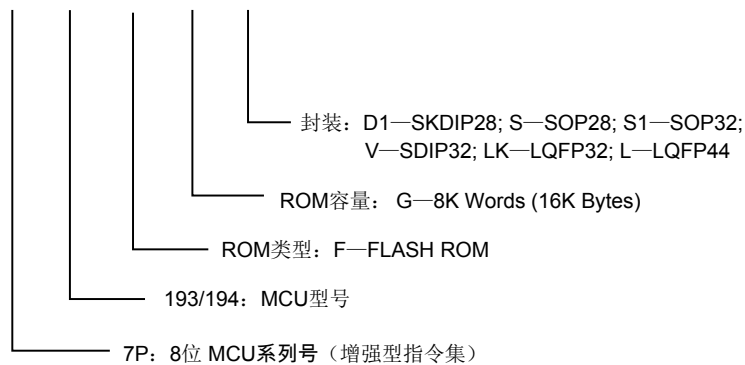 封装：D1—SKDIP28; S—SOP28; S1—SOP32;
V—SDIP32; LK—LQFP32; L—LQFP44
ROM容量： G—8K Words (16K Bytes)
ROM类型：F—FLASH ROM
193/194：MCU型号
7P：8位 MCU系列号（增强型指令集）